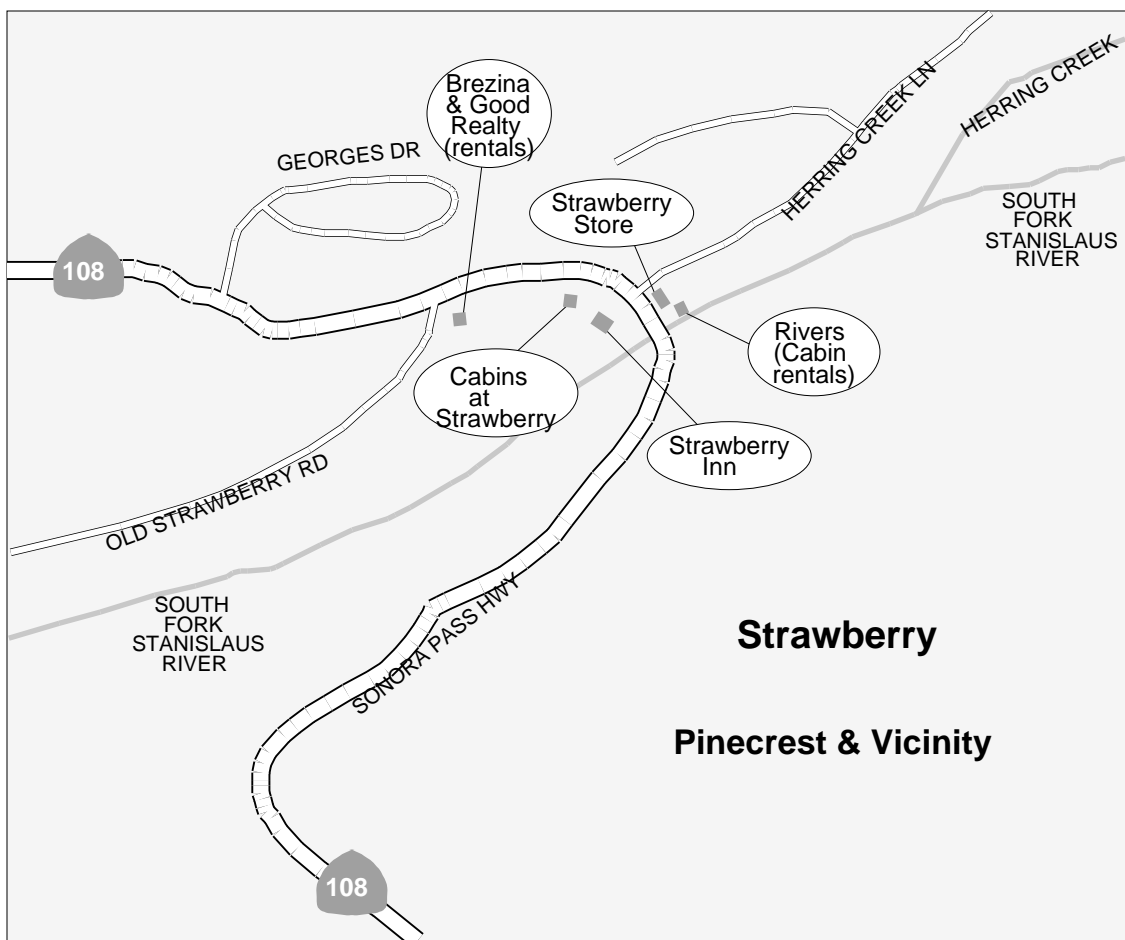 Brezina
& Good
Realty
(rentals)
GEORGES DR
HERRING CREEK LN
HERRING CREEK
Strawberry
Store
SOUTH
FORK
STANISLAUS
RIVER
108
Rivers
(Cabin
rentals)
Cabins
at
Strawberry
Strawberry
Inn
OLD STRAWBERRY RD
SOUTH
FORK
STANISLAUS
RIVER
SONORA PASS HWY
Strawberry
Pinecrest & Vicinity
108